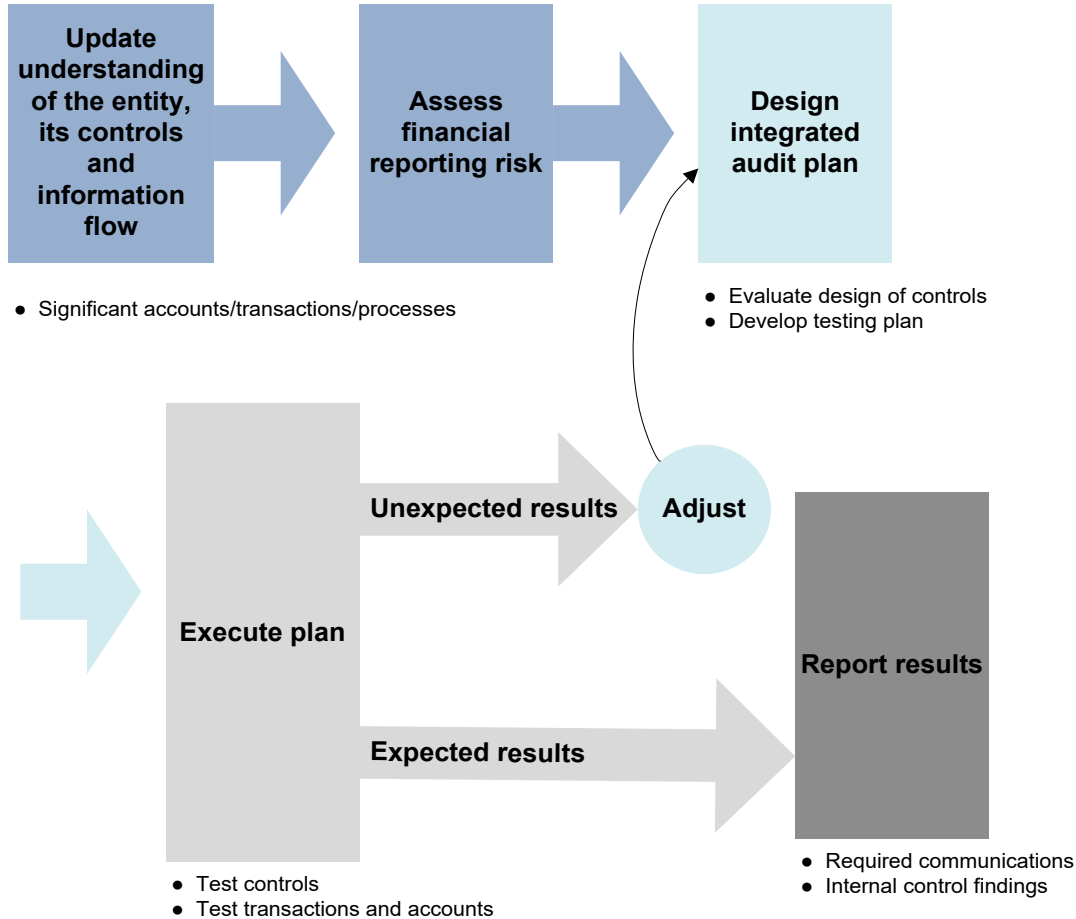 Update
understanding
of the entity,
its controls
and
information
flow
Assess
financial
reporting risk
Design
integrated
audit plan
● Significant accounts/transactions/processes
● Evaluate design of controls
● Develop testing plan
Unexpected results
Adjust
Execute plan
Report results
Expected results
● Test controls
● Test transactions and accounts
● Required communications
● Internal control findings